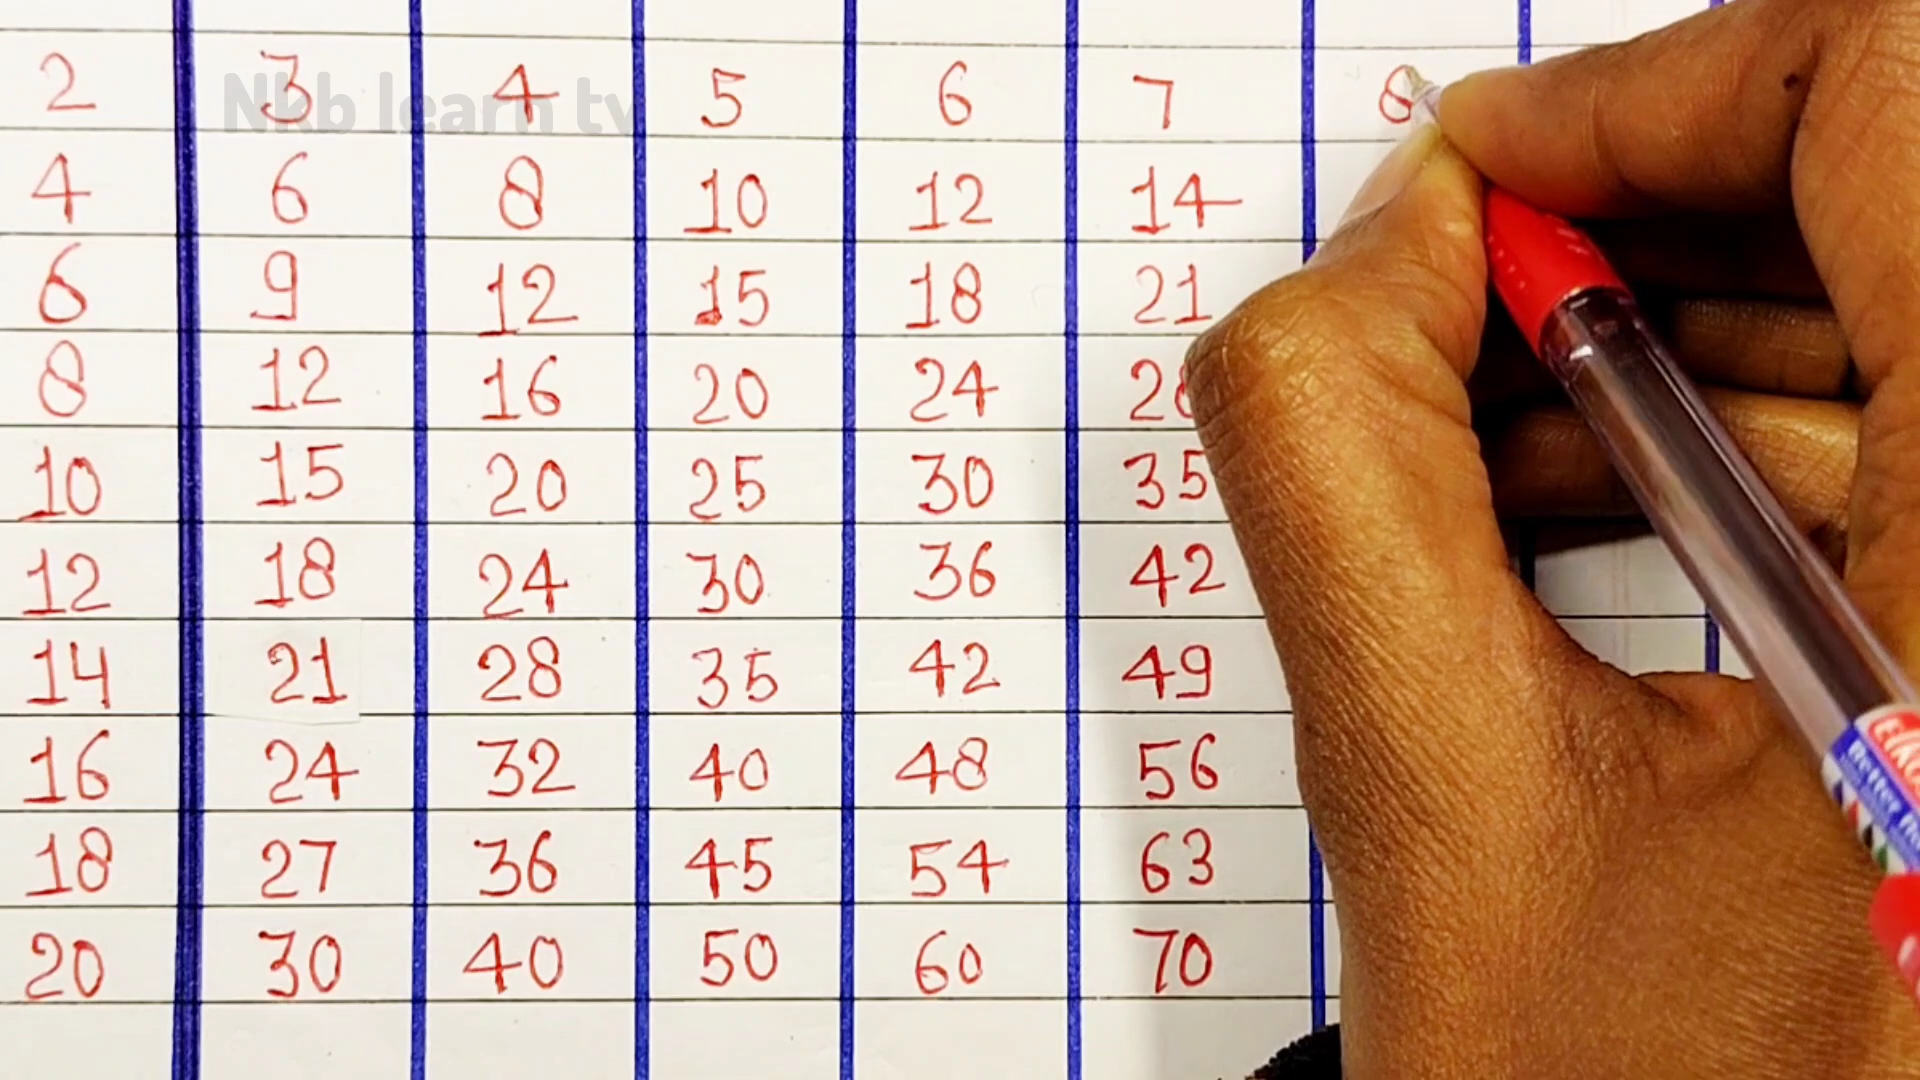 2 3 4 5 6 7 8
Nkb learn tv
4 6 8 10 12 14
6 9 12 15 18 21
8 12 16 20 24 28
10 15 20 25 30 35
12 18 24 30 36 42
14 21 28 35 42 49
16 24 32 40 48 56
18 27 36 45 54 63
20 30 40 50 60 70